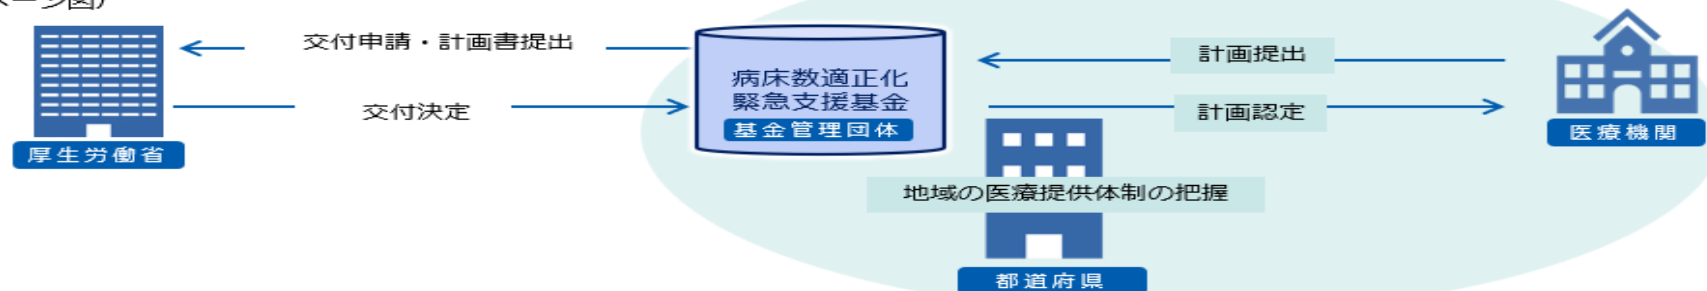 交付申請・計画書提出
交付決定
厚生労働省
病床数適正化
緊急支援基金
基金管理団体
計画提出
計画認定
医療機関
地域の医療提供体制の把握
都道府県